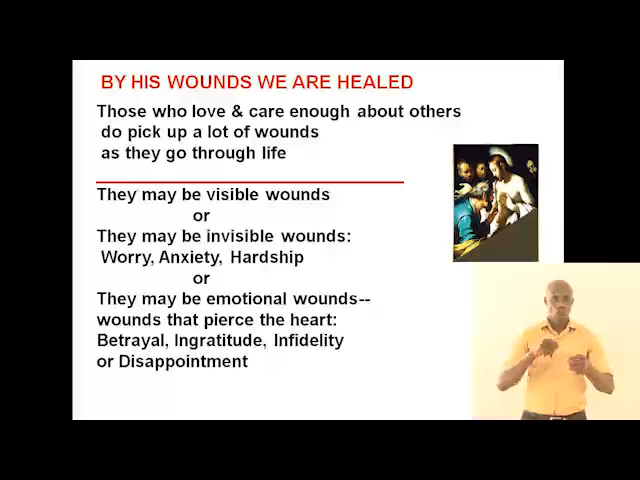 BY HIS WOUNDS WE ARE HEALED
Those who love & care enough about others
do pick up a lot of wounds
as they go through life
They may be visible wounds
or
They may be invisible wounds:
Worry, Anxiety, Hardship
or
They may be emotional wounds--
wounds that pierce the heart:
Betrayal, Ingratitude, Infidelity
or Disappointment